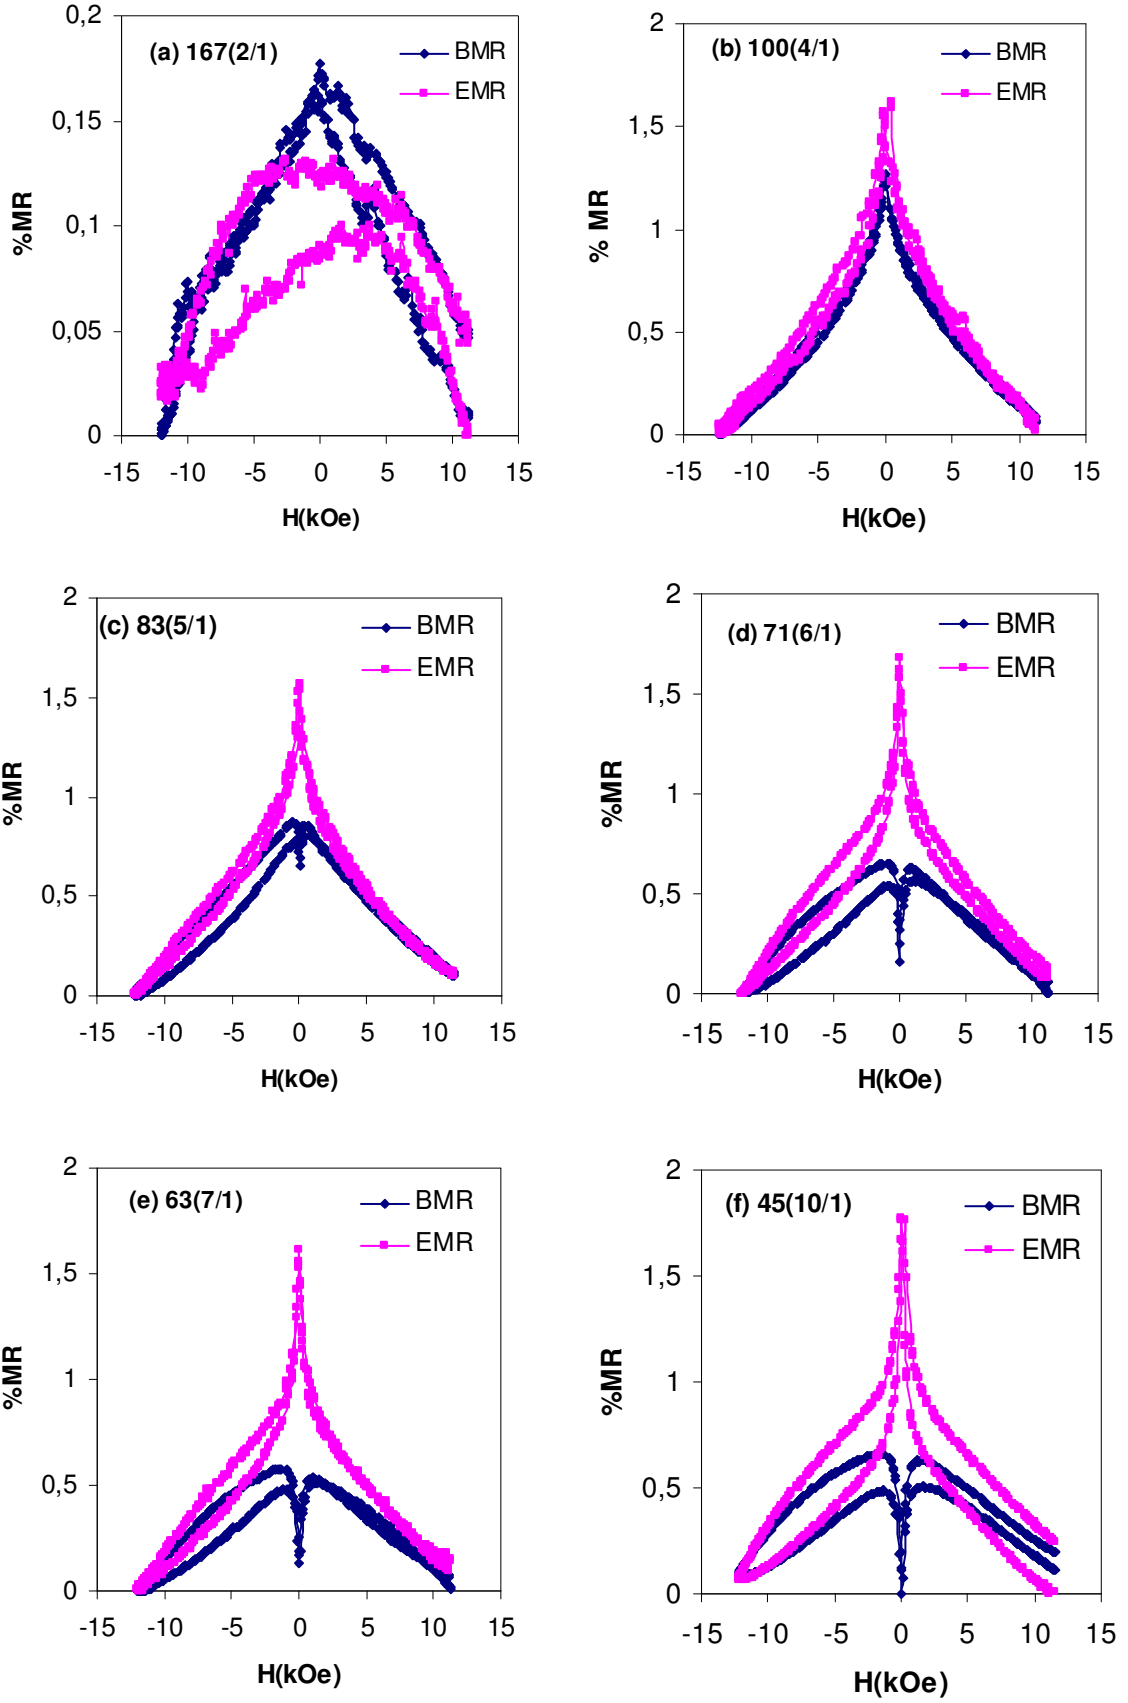 (a) 167(2/1)
BMR
EMR
0,2
0,15
0,1
0,05
0
%MR
-15 -10 -5 0 5 10 15
H(kOe)
(b) 100(4/1)
BMR
EMR
2
1,5
1
0,5
0
% MR
-15 -10 -5 0 5 10 15
H(kOe)
(c) 83(5/1)
BMR
EMR
2
1,5
1
0,5
0
%MR
-15 -10 -5 0 5 10 15
H(kOe)
(d) 71(6/1)
BMR
EMR
2
1,5
1
0,5
0
%MR
-15 -10 -5 0 5 10 15
H(kOe)
(e) 63(7/1)
BMR
EMR
2
1,5
1
0,5
0
%MR
-15 -10 -5 0 5 10 15
H(kOe)
(f) 45(10/1)
BMR
EMR
2
1,5
1
0,5
0
%MR
-15 -10 -5 0 5 10 15
H(kOe)